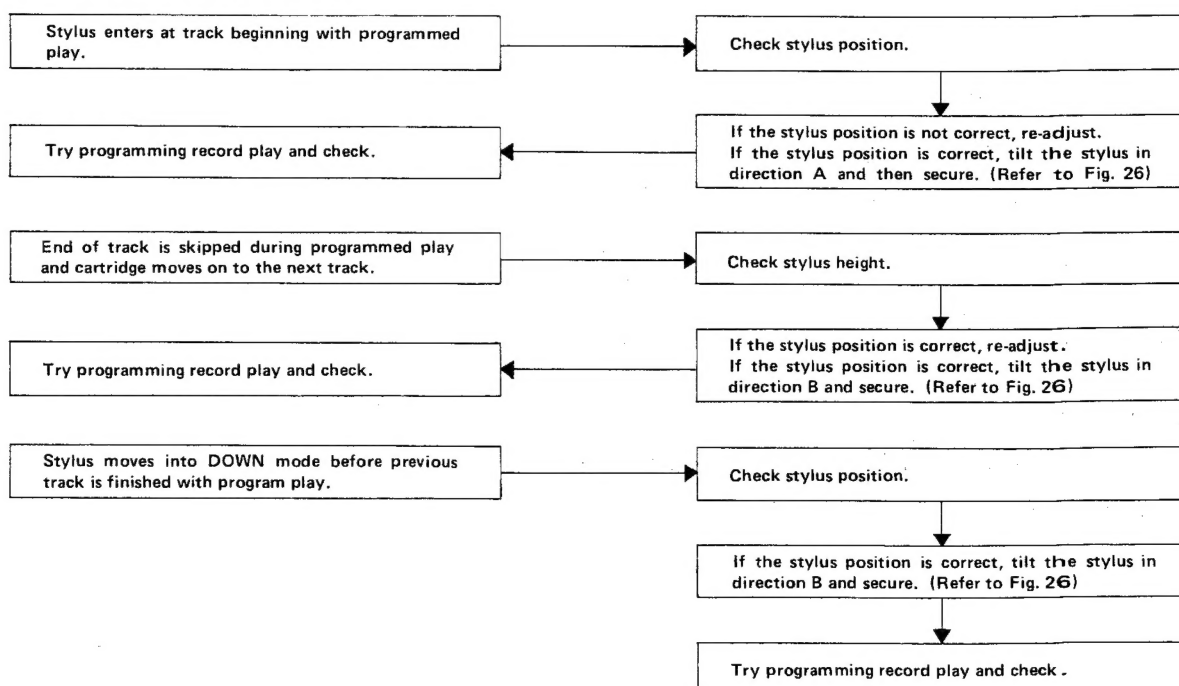 Stylus enters at track beginning with programmed
play.
Check stylus position.
If the stylus position is not correct, re-adjust.
If the stylus position is correct, tilt the stylus in
direction A and then secure. (Refer to Fig. 26)
Try programming record play and check.
End of track is skipped during programmed play
and cartridge moves on to the next track.
Check stylus height.
If the stylus position is correct, re-adjust.
If the stylus position is correct, tilt the stylus in
direction B and secure. (Refer to Fig. 26)
Try programming record play and check.
Stylus moves into DOWN mode before previous
track is finished with program play.
Check stylus position.
If the stylus position is correct, tilt the stylus in
direction B and secure. (Refer to Fig. 26)
Try programming record play and check.